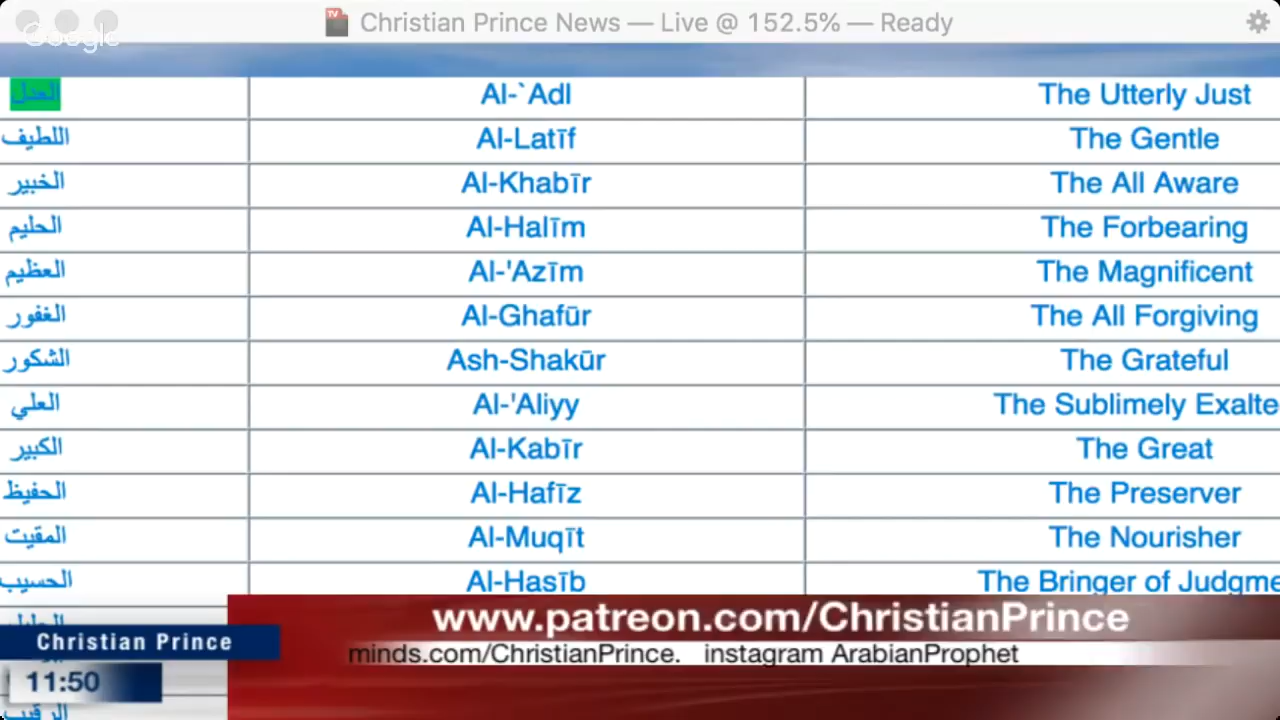 Christian Prince News — Live @ 152.5% — Ready
Google
العدل Al-`Adl The Utterly Just
اللطيف Al-Latīf The Gentle
الخبير Al-Khabīr The All Aware
الحليم Al-Halīm The Forbearing
العظيم Al-'Azīm The Magnificent
الغفور Al-Ghafūr The All Forgiving
الشكور Ash-Shakūr The Grateful
العلي Al-'Aliyy The Sublimely Exalte
الكبير Al-Kabīr The Great
الحفيظ Al-Hafīz The Preserver
المقيت Al-Muqīt The Nourisher
الحسيب Al-Hasīb The Bringer of Judgme
www.patreon.com/ChristianPrince
Christian Prince
minds.com/ChristianPrince. instagram ArabianProphet
11:50
الرقيب